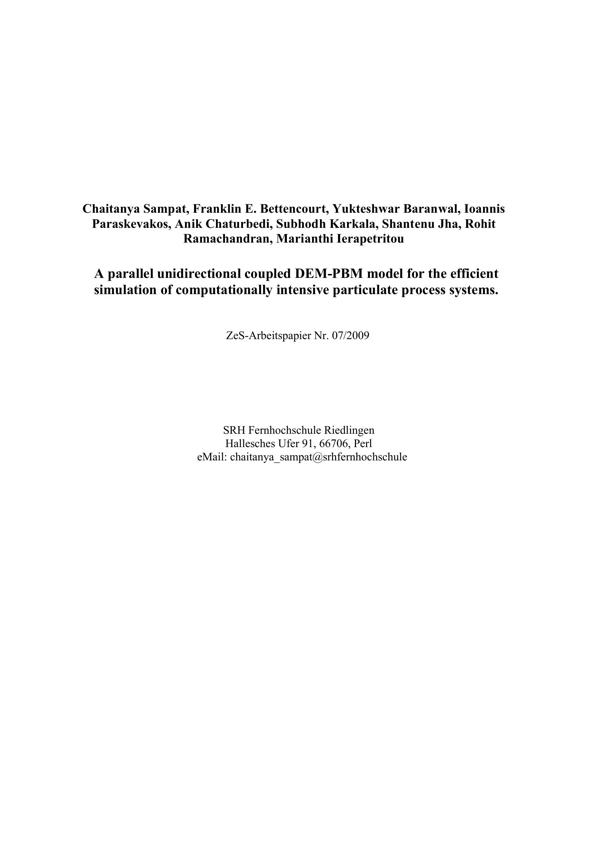 Chaitanya Sampat, Franklin E. Bettencourt, Yukteshwar Baranwal, Ioannis
Paraskevakos, Anik Chaturbedi, Subhodh Karkala, Shantenu Jha, Rohit
Ramachandran, Marianthi Ierapetritou
A parallel unidirectional coupled DEM-PBM model for the efficient
simulation of computationally intensive particulate process systems.
ZeS-Arbeitspapier Nr. 07/2009
SRH Fernhochschule Riedlingen
Hallesches Ufer 91, 66706, Perl
eMail: chaitanya_sampat@srhfernhochschule